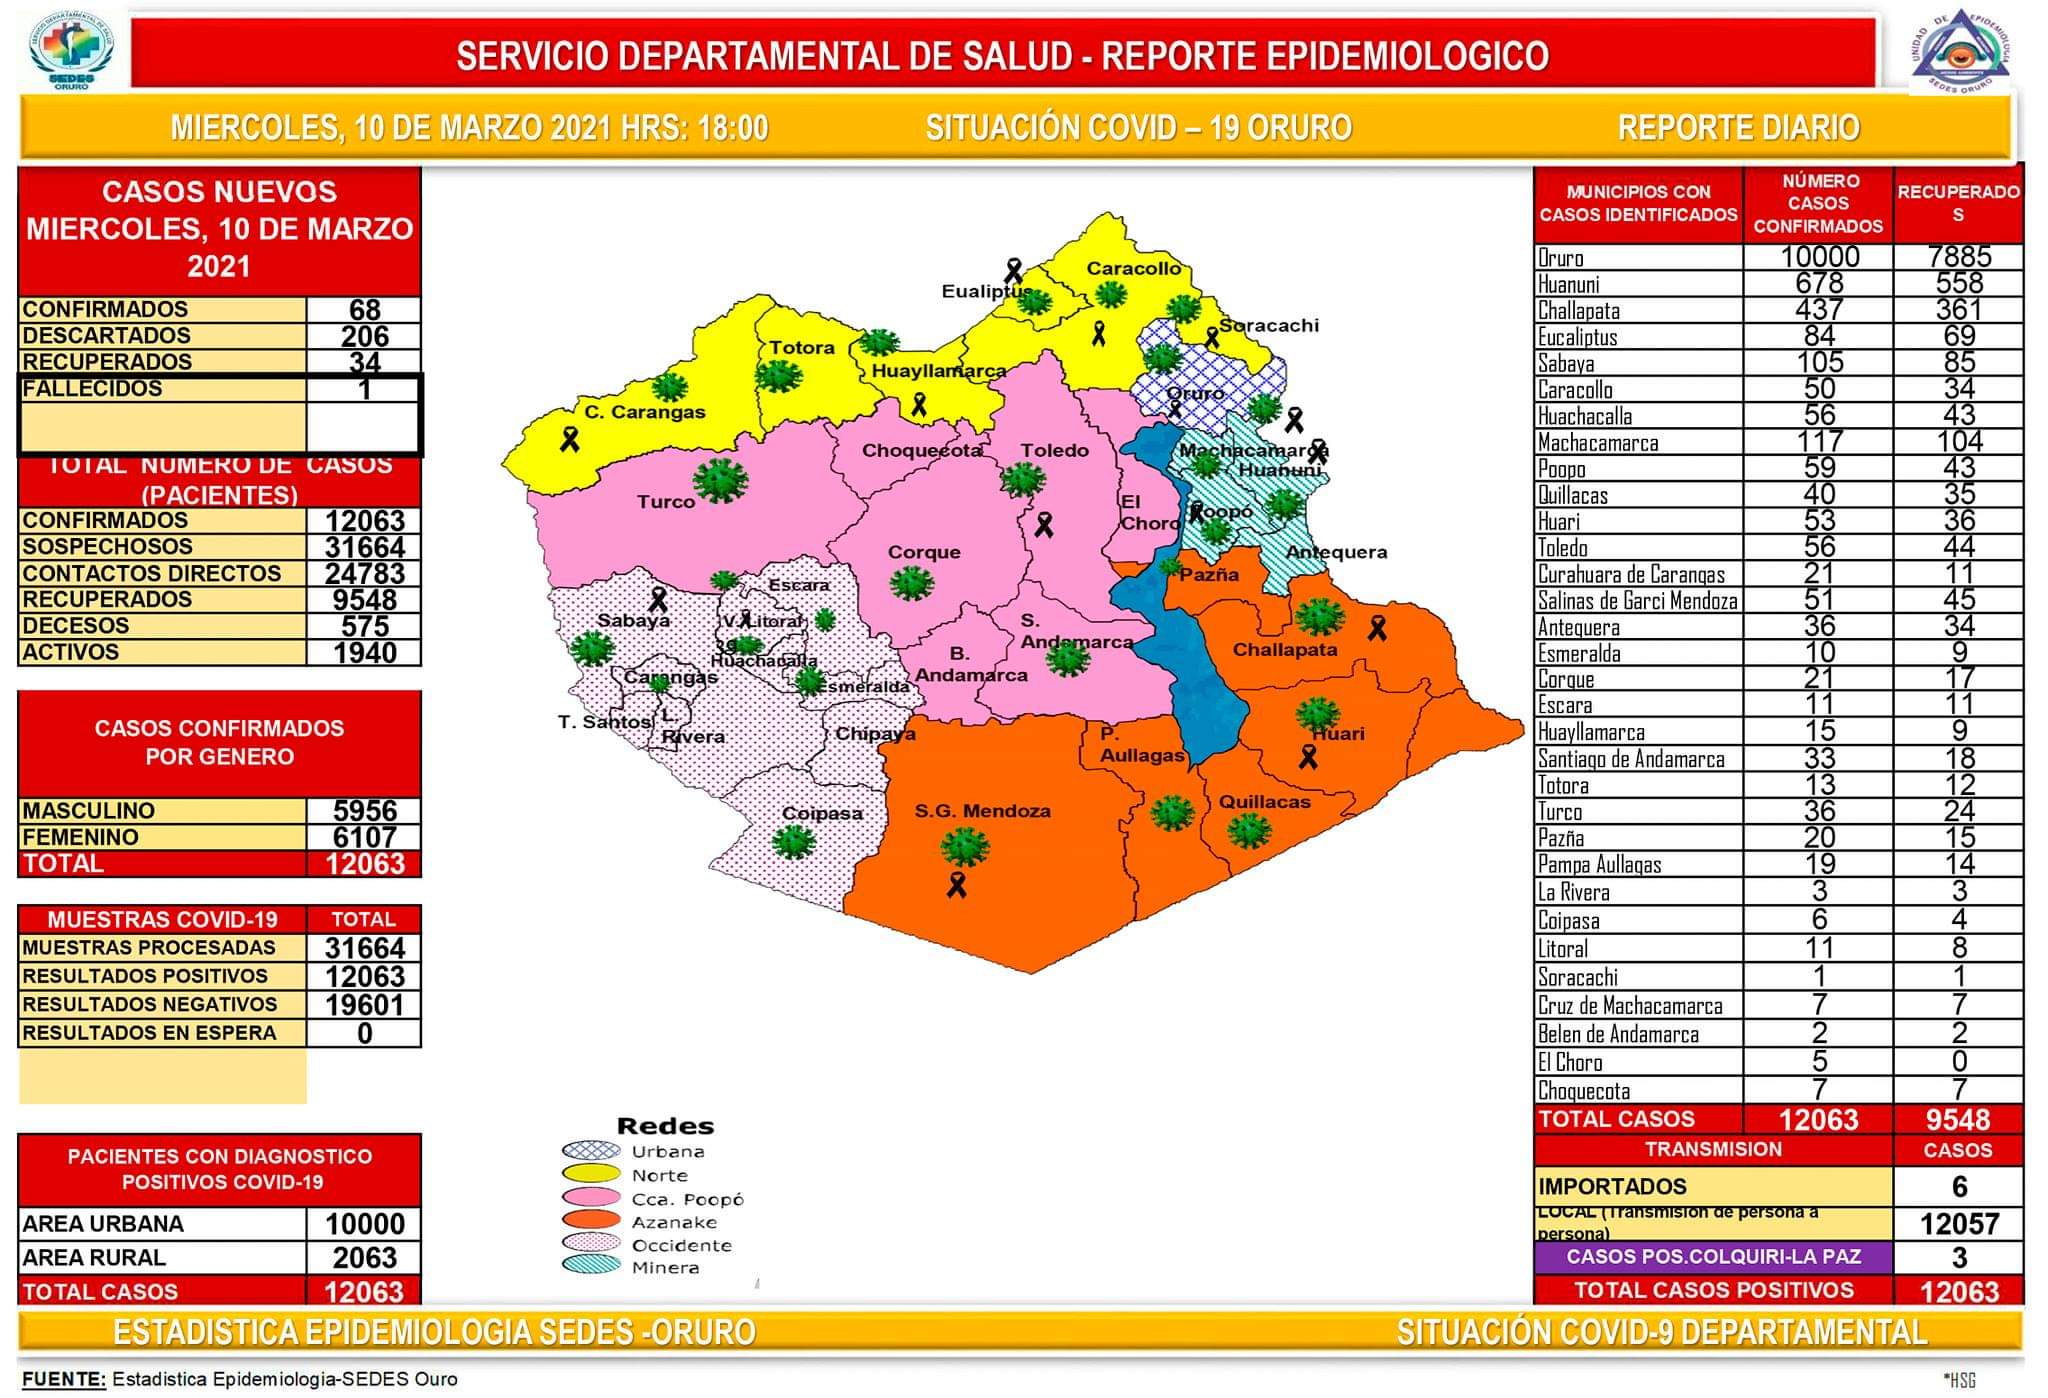 SEDES
ORURO
SERVICIO DEPARTAMENTAL DE SALUD - REPORTE EPIDEMIOLOGICO
UNIDAD DE EPIDEMIOLOGIA
SEDES ORURO
MIERCOLES, 10 DE MARZO 2021 HRS: 18:00 SITUACIÓN COVID – 19 ORURO REPORTE DIARIO
CASOS NUEVOS
MIERCOLES, 10 DE MARZO
2021
CONFIRMADOS 68
DESCARTADOS 206
RECUPERADOS 34
FALLECIDOS 1
TOTAL NUMERO DE CASOS
(PACIENTES)
CONFIRMADOS 12063
SOSPECHOSOS 31664
CONTACTOS DIRECTOS 24783
RECUPERADOS 9548
DECESOS 575
ACTIVOS 1940
CASOS CONFIRMADOS
POR GENERO
MASCULINO 5956
FEMENINO 6107
TOTAL 12063
MUESTRAS COVID-19 TOTAL
MUESTRAS PROCESADAS 31664
RESULTADOS POSITIVOS 12063
RESULTADOS NEGATIVOS 19601
RESULTADOS EN ESPERA 0
PACIENTES CON DIAGNOSTICO
POSITIVOS COVID-19
AREA URBANA 10000
AREA RURAL 2063
TOTAL CASOS 12063
Caracollo
Eualiptus
Soracachi
Totora
Huayllamarca
Oruro
C. Carangas
Choquecota
Toledo
Machacamarca
Huanuni
Turco
El
Choro
Poopó
Corque
Antequera
Pazña
Escara
Sabaya
V. Litoral
S.
Andamarca
Challapata
B.
Andamarca
Huachacalla
Carangas
Esmeralda
T. Santos
L.
Rivera
Chipaya
P.
Aullagas
Huari
Coipasa
S.G. Mendoza
Quillacas
Redes
Urbana
Norte
Cca. Poopó
Azanake
Occidente
Minera
MUNICIPIOS CON
CASOS IDENTIFICADOS
NÚMERO
CASOS
CONFIRMADOS
RECUPERADO
S
Oruro 10000 7885
Huanuni 678 558
Challapata 437 361
Eucaliptus 84 69
Sabaya 105 85
Caracollo 50 34
Huachacalla 56 43
Machacamarca 117 104
Poopo 59 43
Quillacas 40 35
Huari 53 36
Toledo 56 44
Curahuara de Carangas 21 11
Salinas de Garci Mendoza 51 45
Antequera 36 34
Esmeralda 10 9
Corque 21 17
Escara 11 11
Huayllamarca 15 9
Santiago de Andamarca 33 18
Totora 13 12
Turco 36 24
Pazña 20 15
Pampa Aullagas 19 14
La Rivera 3 3
Coipasa 6 4
Litoral 11 8
Soracachi 1 1
Cruz de Machacamarca 7 7
Belen de Andamarca 2 2
El Choro 5 0
Choquecota 7 7
TOTAL CASOS 12063 9548
TRANSMISION CASOS
IMPORTADOS 6
LOCAL (Transmision de persona a
persona) 12057
CASOS POS.COLQUIRI-LA PAZ 3
TOTAL CASOS POSITIVOS 12063
ESTADISTICA EPIDEMIOLOGIA SEDES -ORURO SITUACIÓN COVID-9 DEPARTAMENTAL
FUENTE: Estadistica Epidemiologia-SEDES Ouro
*HSG